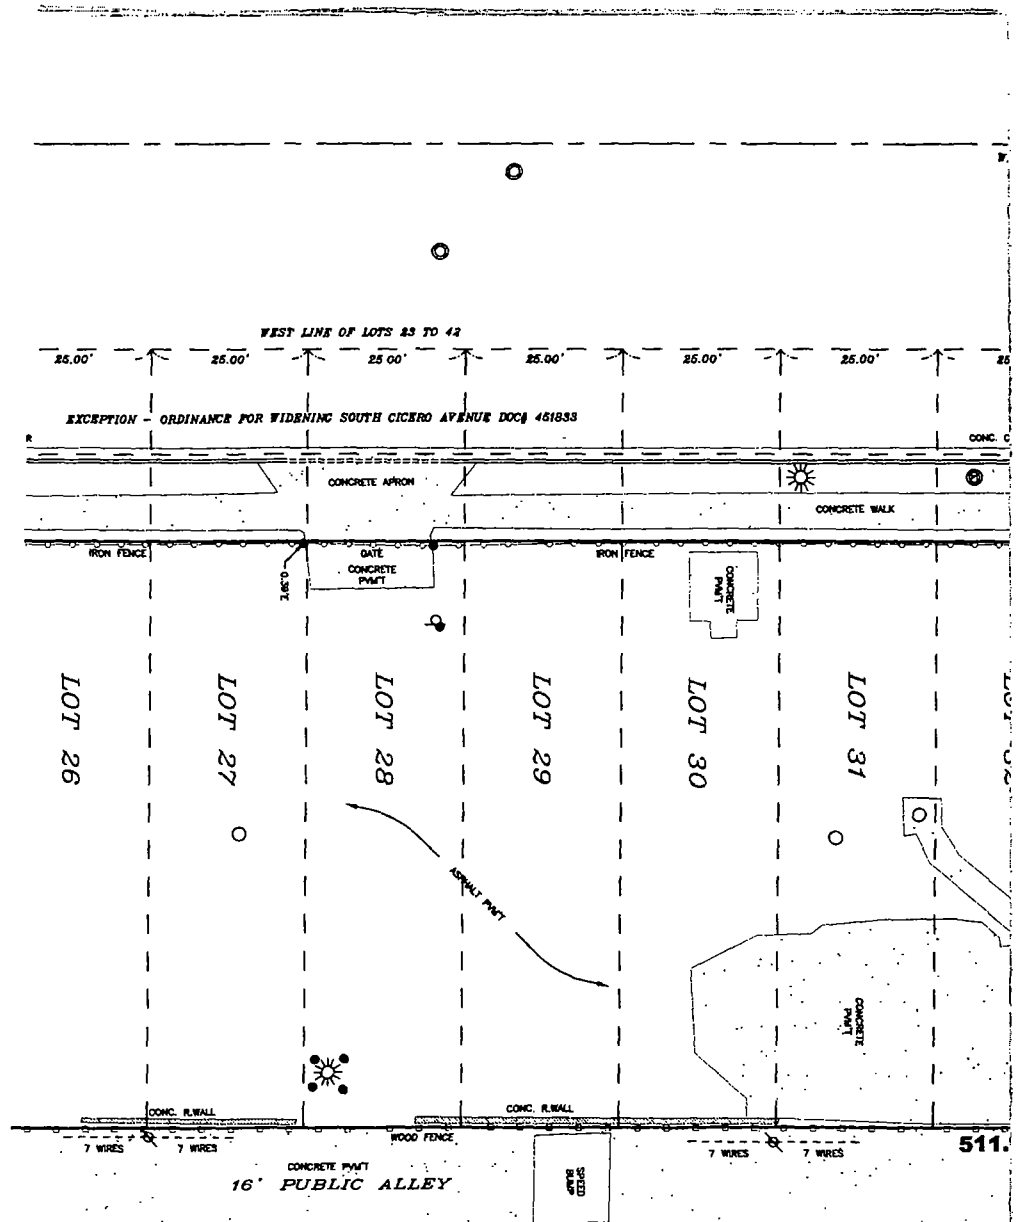 W.
WEST LINE OF LOTS 23 TO 42
25.00'
25.00'
25 00'
25.00'
25.00'
25.00'
25
EXCEPTION - ORDINANCE FOR WIDENING SOUTH CICERO AVENUE DOC# 451833
R
CONC. C
CONCRETE APRON
CONCRETE WALK
IRON FENCE
GATE
IRON FENCE
CONCRETE
PVM'T
CONCRETE
PVM'T
LOT 26
LOT 27
LOT 28
LOT 29
LOT 30
LOT 31
ASPHALT PVM'T
CONCRETE
PVM'T
CONC. R.WALL
CONC. R.WALL
WOOD FENCE
7 WIRES
7 WIRES
7 WIRES
7 WIRES
511.
CONCRETE PVM'T
16' PUBLIC ALLEY
SPEED
BUMP